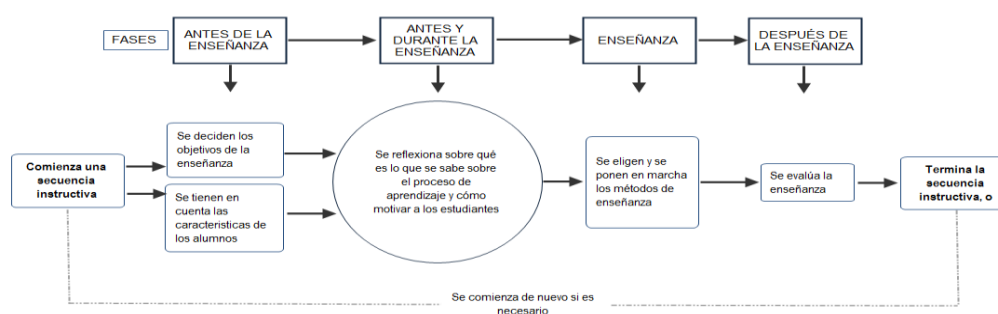 FASES
ANTES DE LA
ENSEÑANZA
ANTES Y
DURANTE LA
ENSEÑANZA
ENSEÑANZA
DESPUÉS DE
LA ENSEÑANZA
Comienza una
secuencia
instructiva
Se deciden los
objetivos de la
enseñanza
Se tienen en
cuenta las
caracteristicas de
los alumnos
Se reflexiona sobre qué
es lo que se sabe sobre
el proceso de
aprendizaje y cómo
motivar a los estudiantes
Se eligen y se
ponen en marcha
los métodos de
enseñanza
Se evalúa la
enseñanza
Termina la
secuencia
instructiva, o
Se comienza de nuevo si es
necesario